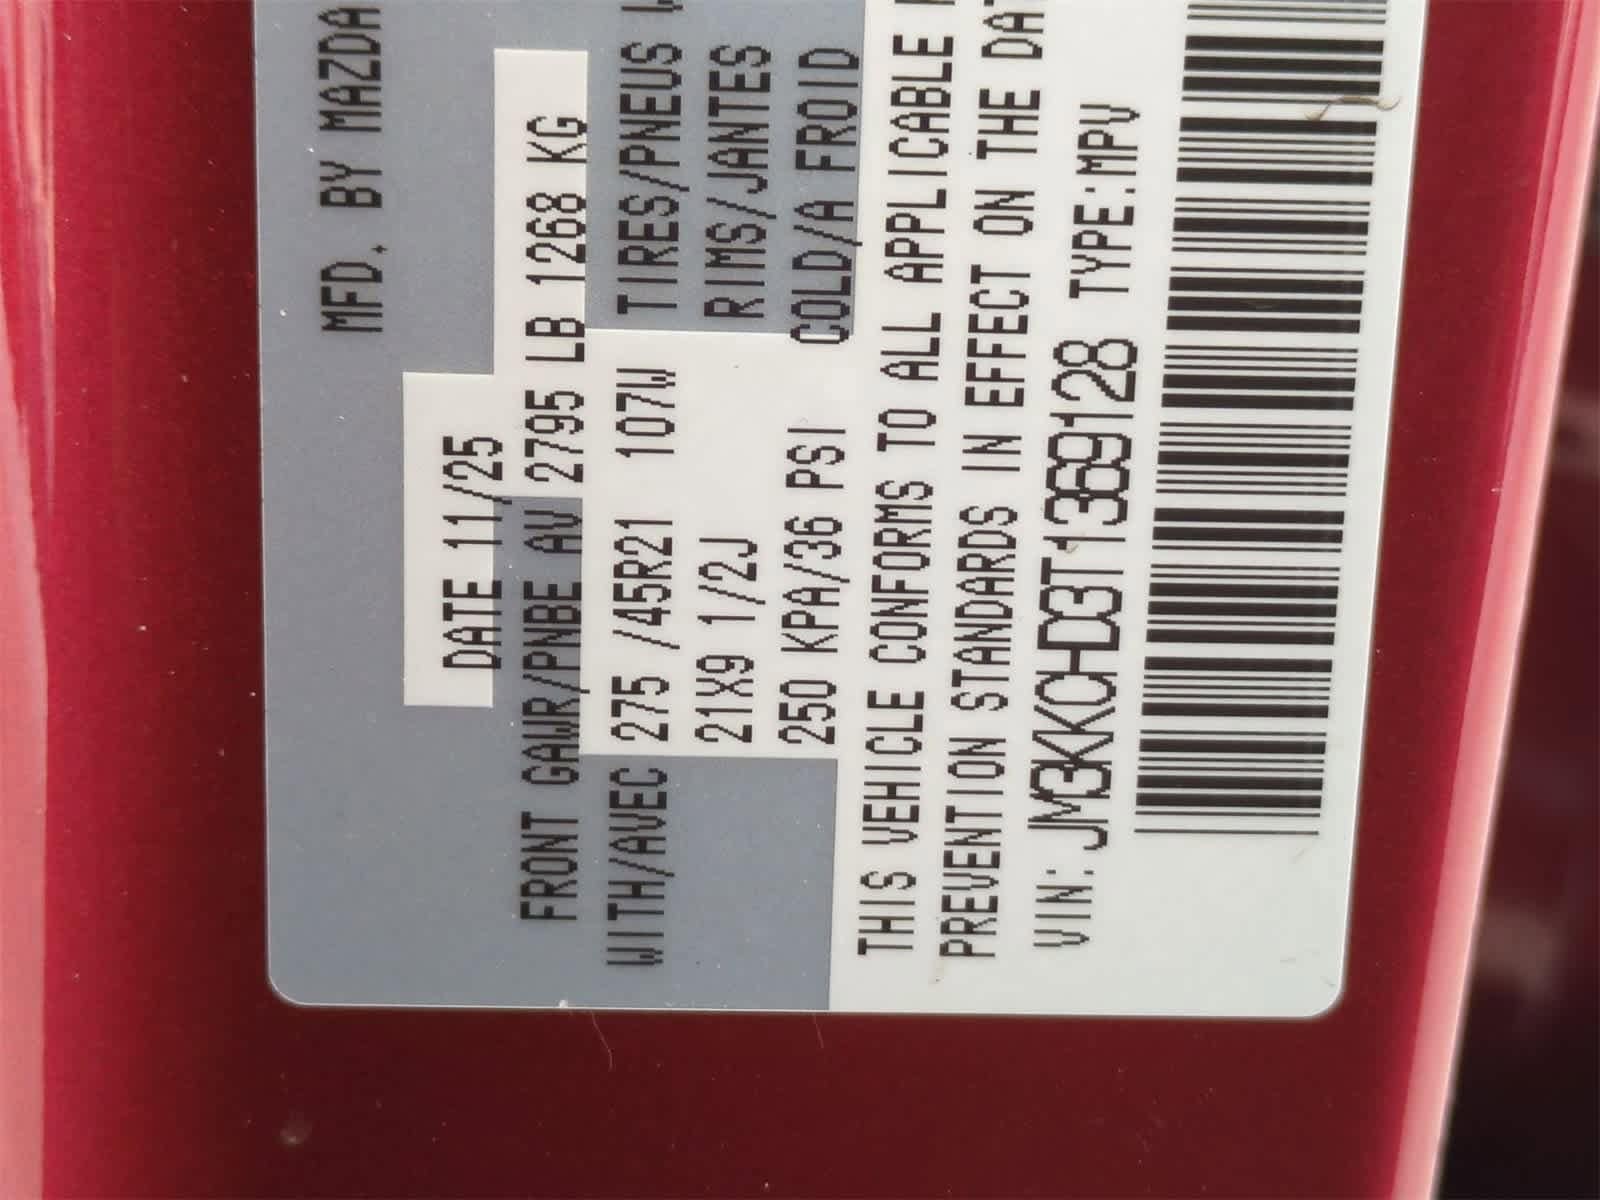 MFD. BY MAZDA
DATE 11/25
FRONT GAWR/PNBE AV 2795 LB 1268 KG
WITH/AVEC 275 /45R21 107W TIRES/PNEUS
21X9 1/2J RIMS/JANTES
250 KPA/36 PSI COLD/A FROID
THIS VEHICLE CONFORMS TO ALL APPLICABLE
PREVENTION STANDARDS IN EFFECT ON THE DAT
VIN: JM3KKCHD3T1369128 TYPE:MPV